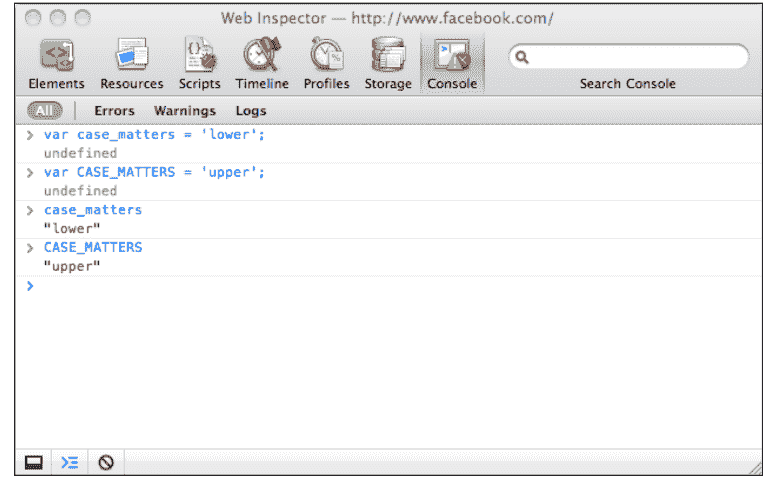 Web Inspector — http://www.facebook.com/
Elements Resources Scripts Timeline Profiles Storage Console Search Console
All Errors Warnings Logs
> var case_matters = 'lower';
undefined
> var CASE_MATTERS = 'upper';
undefined
> case_matters
"lower"
> CASE_MATTERS
"upper"
>